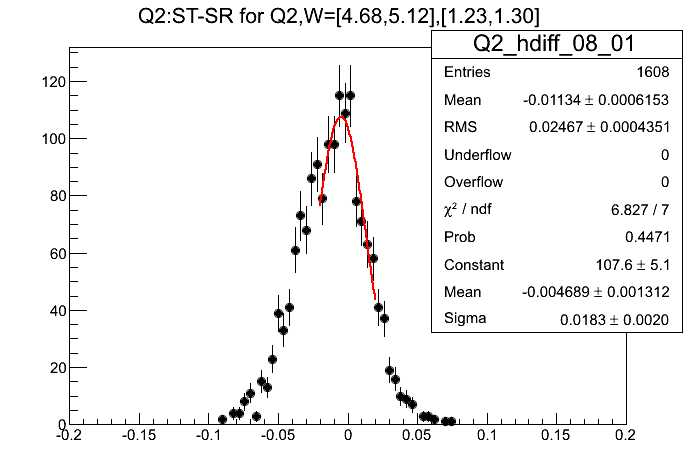 Q2:ST-SR for Q2,W=[4.68,5.12],[1.23,1.30]
Q2_hdiff_08_01
Entries 1608
Mean -0.01134 ± 0.0006153
RMS 0.02467 ± 0.0004351
Underflow 0
Overflow 0
χ² / ndf 6.827 / 7
Prob 0.4471
Constant 107.6 ± 5.1
Mean -0.004689 ± 0.001312
Sigma 0.0183 ± 0.0020
120
100
80
60
40
20
0
-0.2 -0.15 -0.1 -0.05 0 0.05 0.1 0.15 0.2